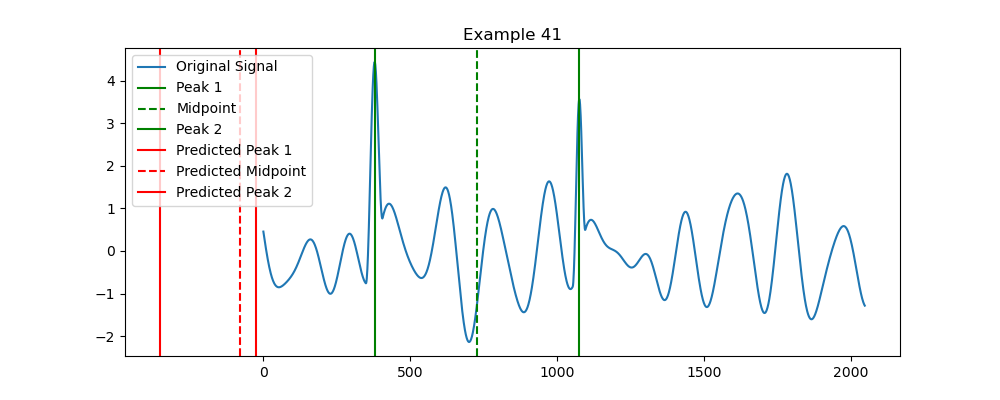 Example 41
Original Signal
Peak 1
Midpoint
Peak 2
Predicted Peak 1
Predicted Midpoint
Predicted Peak 2
4
3
2
1
0
−1
−2
0 500 1000 1500 2000